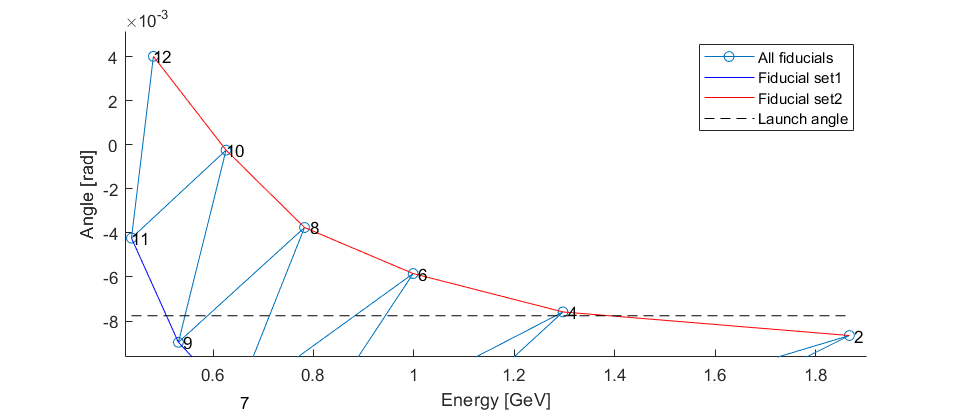 ×10⁻³
4
2
0
-2
-4
-6
-8
Angle [rad]
12
10
8
6
4
2
11
9
7
All fiducials
Fiducial set1
Fiducial set2
Launch angle
0.6 0.8 1 1.2 1.4 1.6 1.8
Energy [GeV]